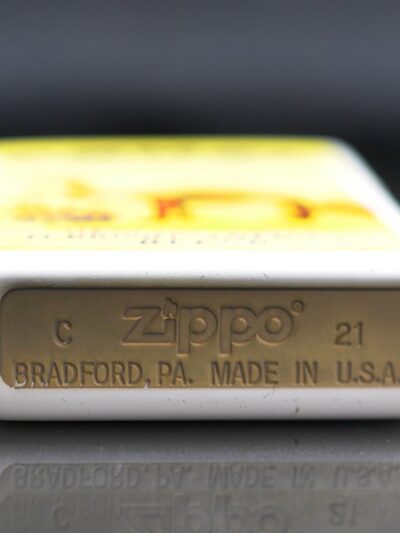 C zippo® 21
BRADFORD, PA. MADE IN U.S.A.